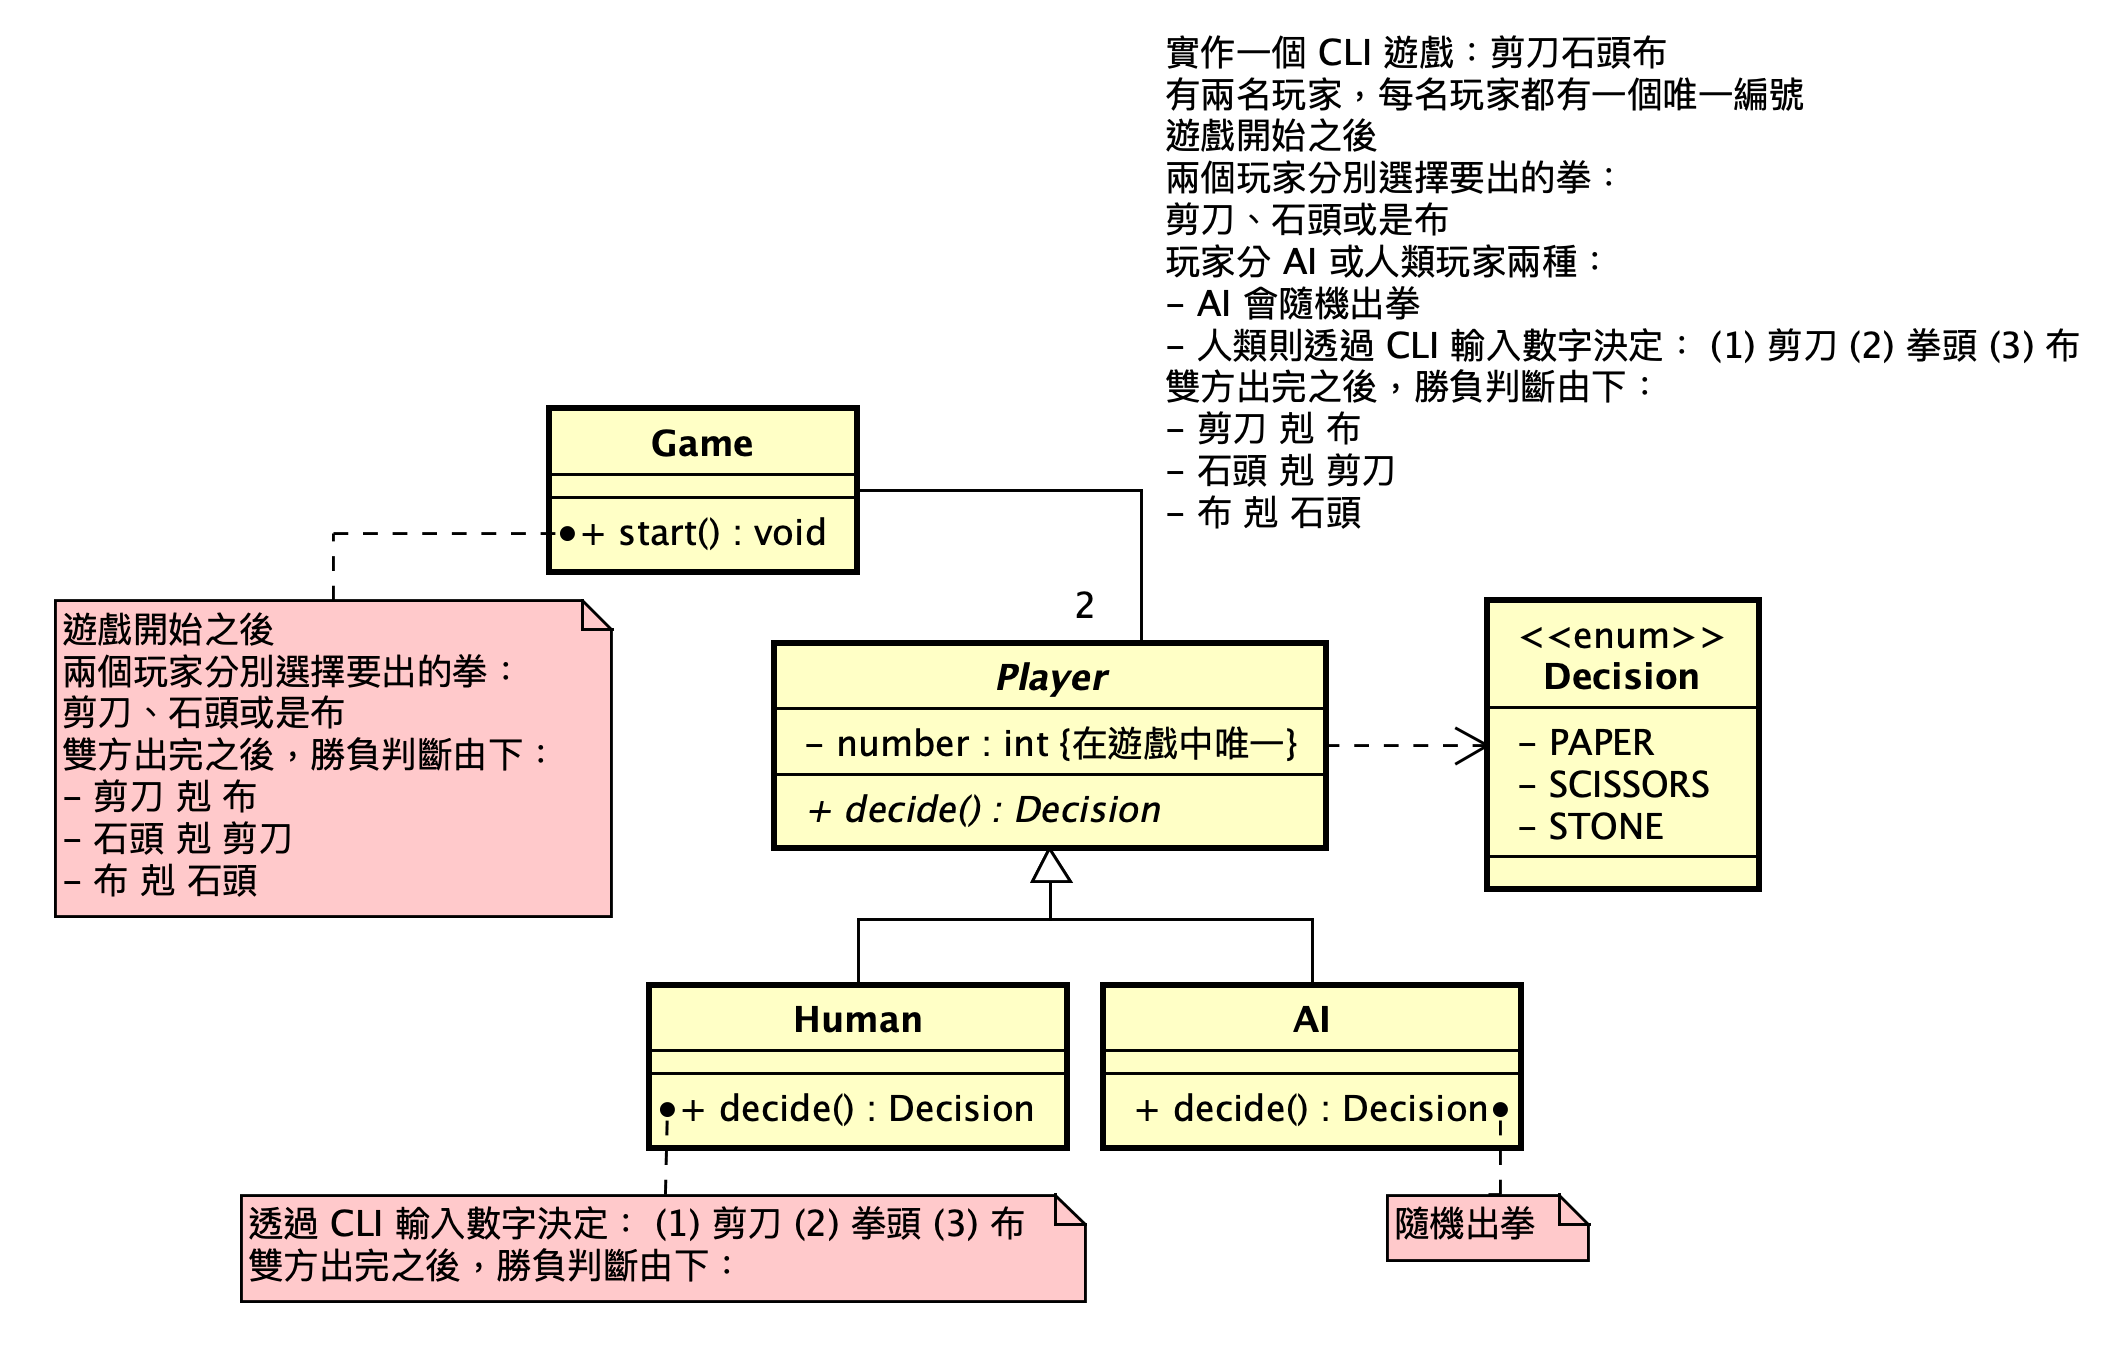 實作一個 CLI 遊戲：剪刀石頭布
有兩名玩家，每名玩家都有一個唯一編號
遊戲開始之後
兩個玩家分別選擇要出的拳：
剪刀、石頭或是布
玩家分 AI 或人類玩家兩種：
- AI 會隨機出拳
- 人類則透過 CLI 輸入數字決定： (1) 剪刀 (2) 拳頭 (3) 布
雙方出完之後，勝負判斷由下：
- 剪刀 剋 布
- 石頭 剋 剪刀
- 布 剋 石頭
Game
+ start() : void
遊戲開始之後
兩個玩家分別選擇要出的拳：
剪刀、石頭或是布
雙方出完之後，勝負判斷由下：
- 剪刀 剋 布
- 石頭 剋 剪刀
- 布 剋 石頭
2
Player
- number : int {在遊戲中唯一}
+ decide() : Decision
<<enum>>
Decision
- PAPER
- SCISSORS
- STONE
Human
+ decide() : Decision
AI
+ decide() : Decision
透過 CLI 輸入數字決定： (1) 剪刀 (2) 拳頭 (3) 布
雙方出完之後，勝負判斷由下：
隨機出拳